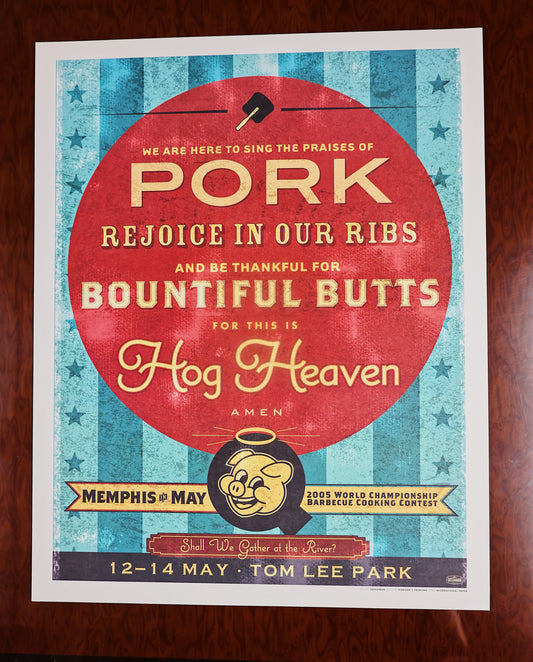 WE ARE HERE TO SING THE PRAISES OF
PORK
REJOICE IN OUR RIBS
AND BE THANKFUL FOR
BOUNTIFUL BUTTS
FOR THIS IS
Hog Heaven
AMEN
MEMPHIS IN MAY
2005 WORLD CHAMPIONSHIP
BARBECUE COOKING CONTEST
Shall We Gather at the River?
12–14 MAY · TOM LEE PARK